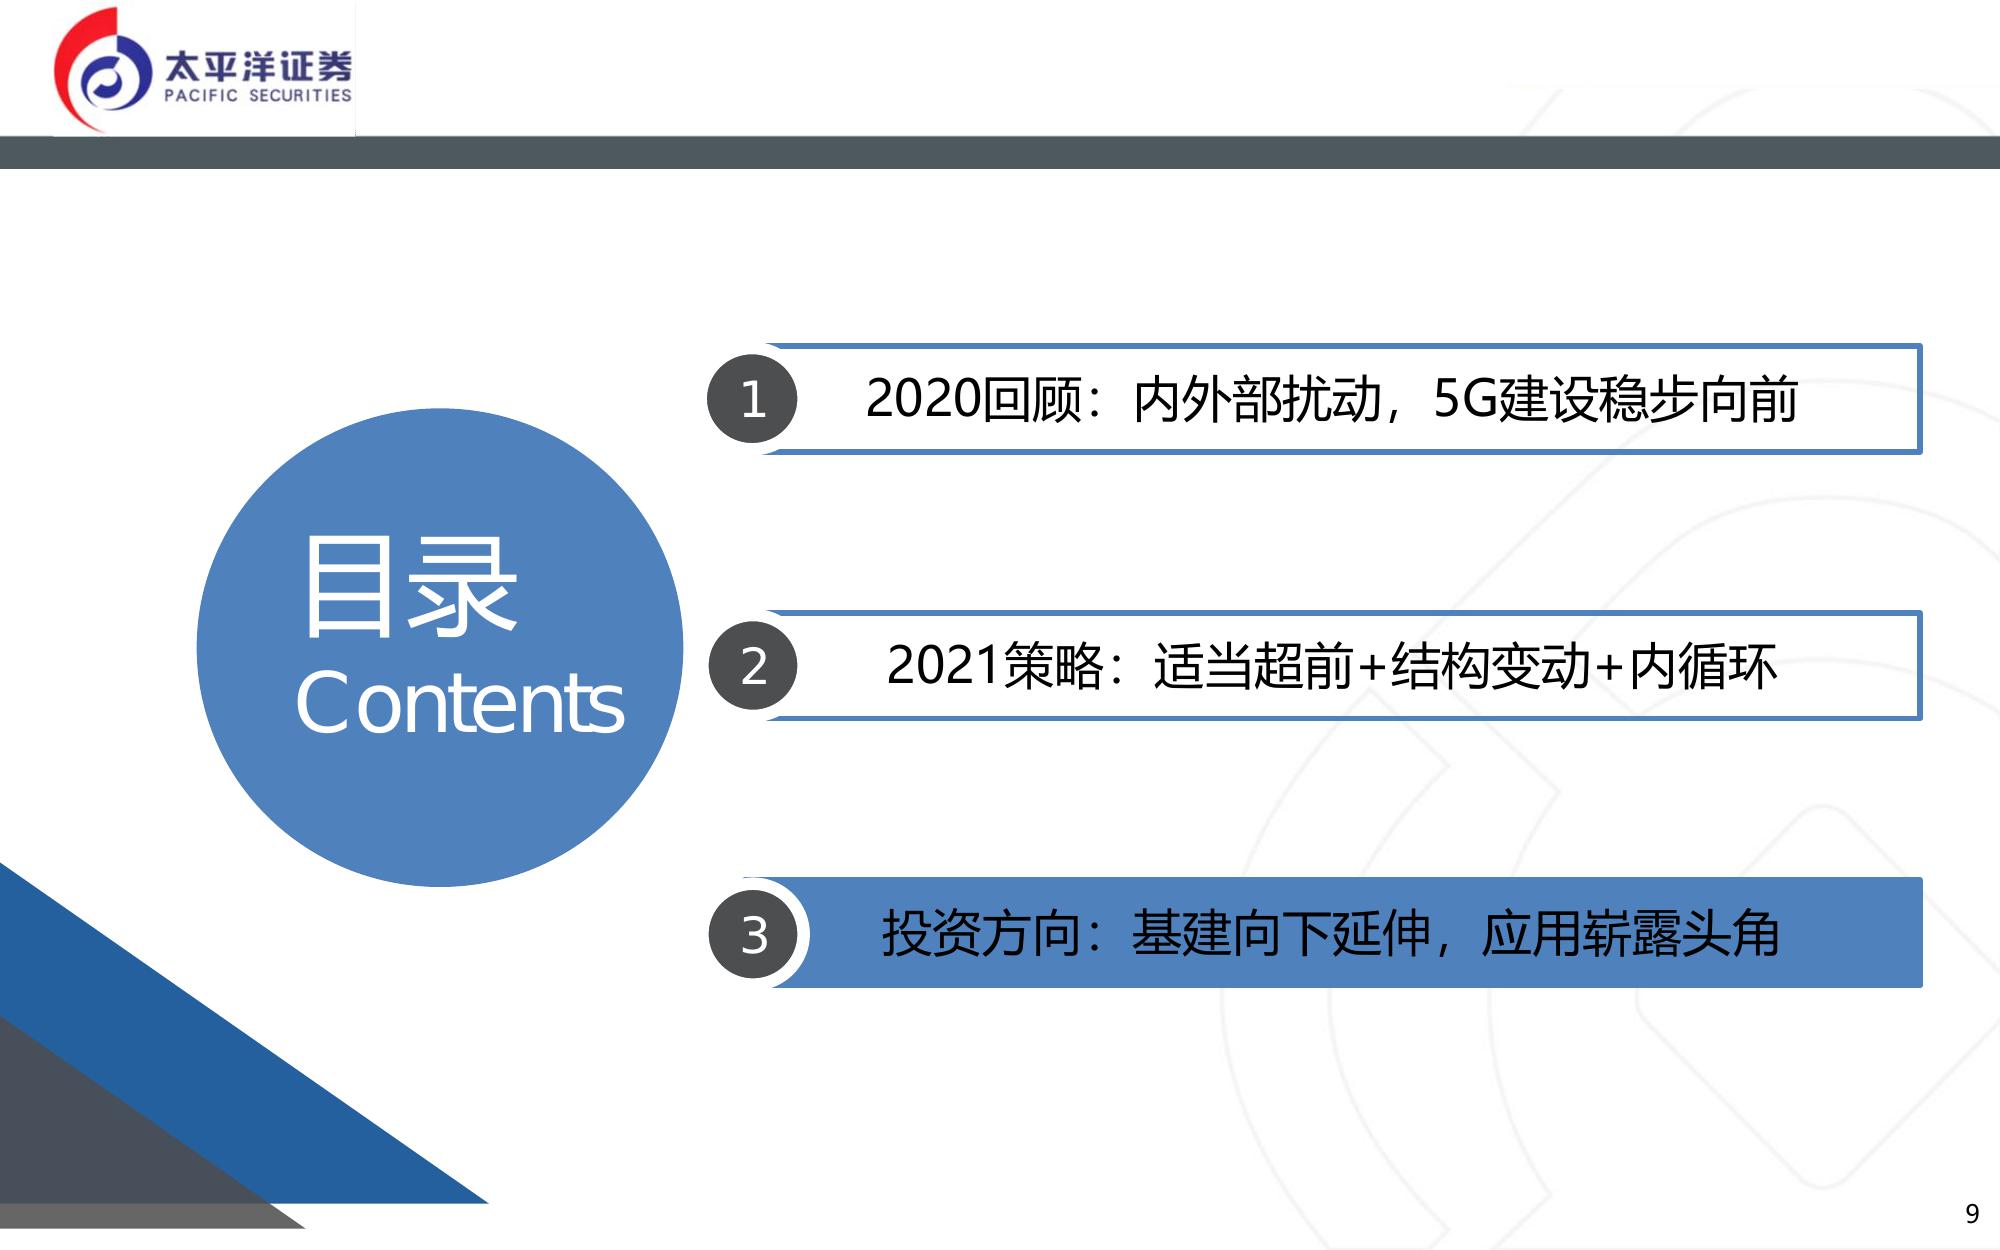 太平洋证券
PACIFIC SECURITIES
1
2020回顾：内外部扰动，5G建设稳步向前
目录
Contents
2
2021策略：适当超前+结构变动+内循环
3
投资方向：基建向下延伸，应用崭露头角
9